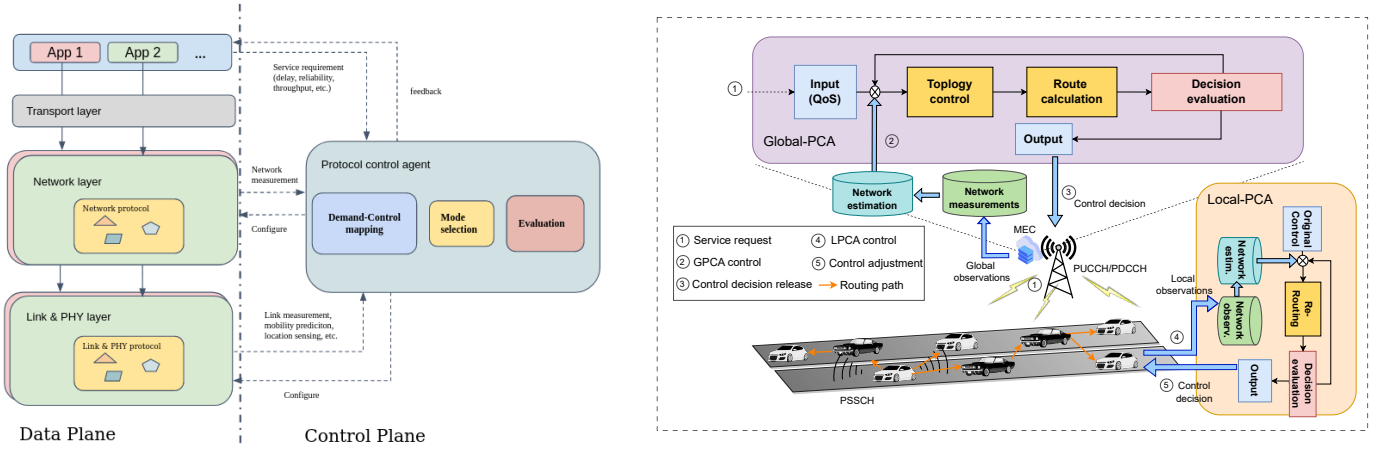 App 1
App 2
...
Transport layer
Network layer
Network protocol
Link & PHY layer
Link & PHY protocol
Data Plane
Service requirement
(delay, reliability,
throughput, etc.)
feedback
Network
measurement
Configure
Protocol control agent
Demand-Control
mapping
Mode
selection
Evaluation
Link measurement,
mobility prediciton,
location sensing, etc.
Configure
Control Plane
1
Input
(QoS)
Toplogy
control
Route
calculation
Decision
evaluation
Global-PCA
2
Output
Network
estimation
Network
measurements
3
Control decision
1 Service request
2 GPCA control
3 Control decision release
4 LPCA control
5 Control adjustment
Routing path
Global
observations
MEC
1
PUCCH/PDCCH
PSSCH
Local-PCA
Original
Control
Network
estim.
Local
observations
Network
observ.
Re-
Routing
4
5 Control
decision
Output
Decision
evaluation